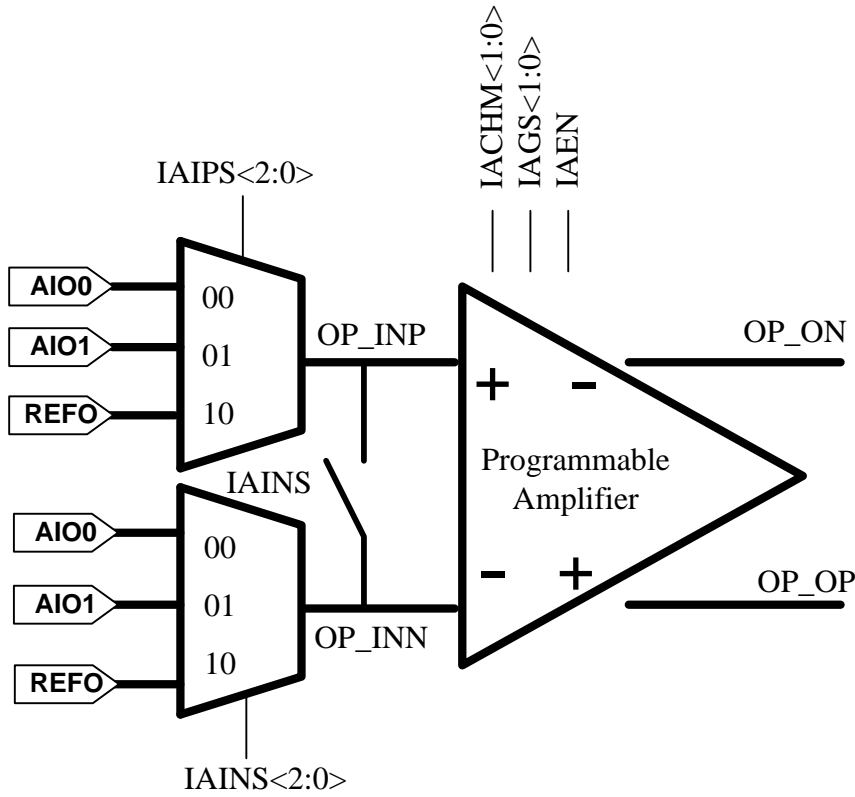 IACHM<1:0>
IAGS<1:0>
IAEN
IAIPS<2:0>
AIO0
00
AIO1
01
REFO
10
OP_INP
OP_ON
+
-
IAINS
Programmable
Amplifier
AIO0
00
AIO1
01
REFO
10
OP_INN
-
+
OP_OP
IAINS<2:0>